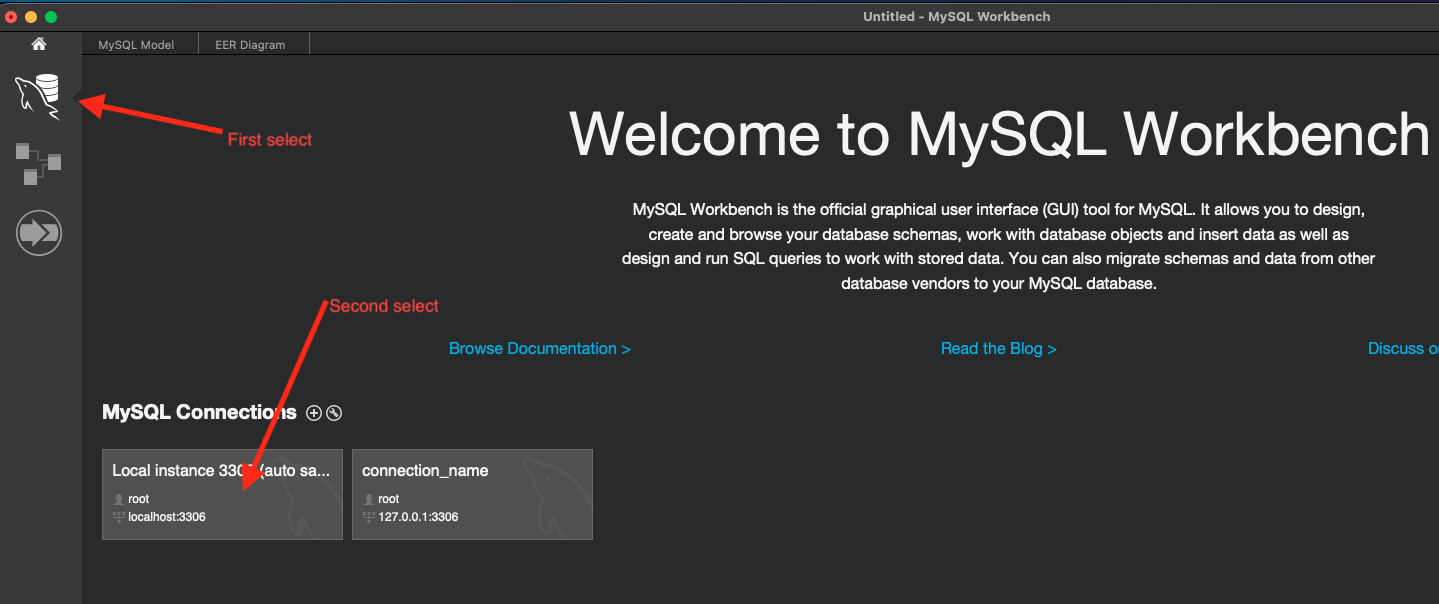 Untitled - MySQL Workbench
MySQL Model
EER Diagram
First select
Welcome to MySQL Workbench
MySQL Workbench is the official graphical user interface (GUI) tool for MySQL. It allows you to design,
create and browse your database schemas, work with database objects and insert data as well as
design and run SQL queries to work with stored data. You can also migrate schemas and data from other
database vendors to your MySQL database.
Second select
Browse Documentation >
Read the Blog >
Discuss o
MySQL Connections
Local instance (auto sa...
root
localhost:3306
connection_name
root
127.0.0.1:3306